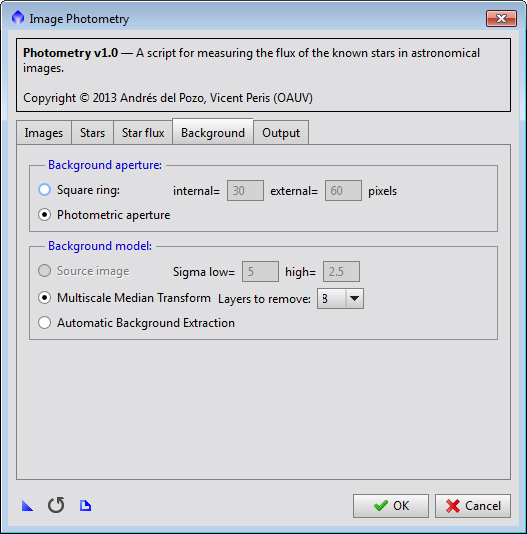 Image Photometry
Photometry v1.0 — A script for measuring the flux of the known stars in astronomical
images.
Copyright © 2013 Andrés del Pozo, Vicent Peris (OAUV)
Images Stars Star flux Background Output
Background aperture:
Square ring: internal= 30 external= 60 pixels
Photometric aperture
Background model:
Source image Sigma low= 5 high= 2.5
Multiscale Median Transform Layers to remove: 8
Automatic Background Extraction
OK Cancel